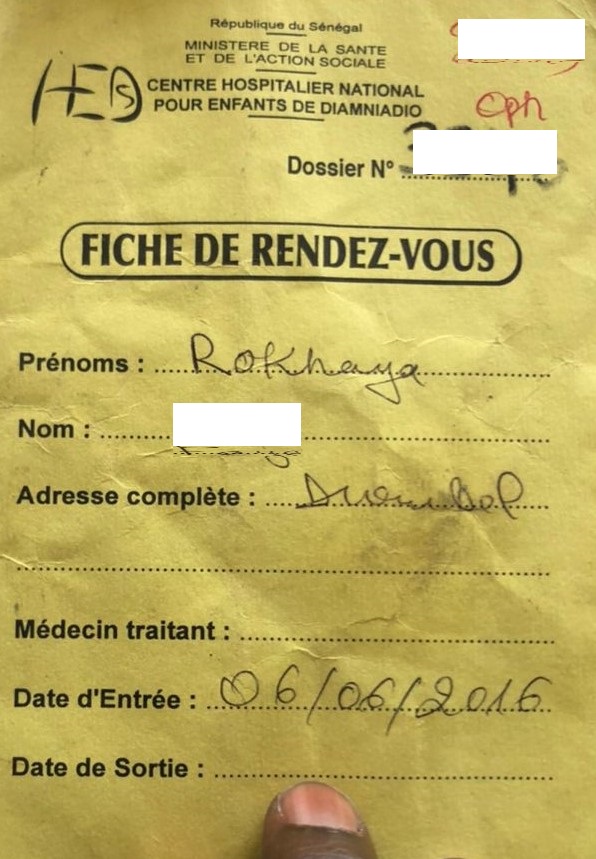 République du Sénégal
MINISTERE DE LA SANTE
ET DE L'ACTION SOCIALE
CENTRE HOSPITALIER NATIONAL
POUR ENFANTS DE DIAMNIADIO
Oph
Dossier N° :
FICHE DE RENDEZ-VOUS
Prénoms : Rokhaya
Nom :
Adresse complète :
Médecin traitant :
Date d'Entrée : 06/06/2016
Date de Sortie :